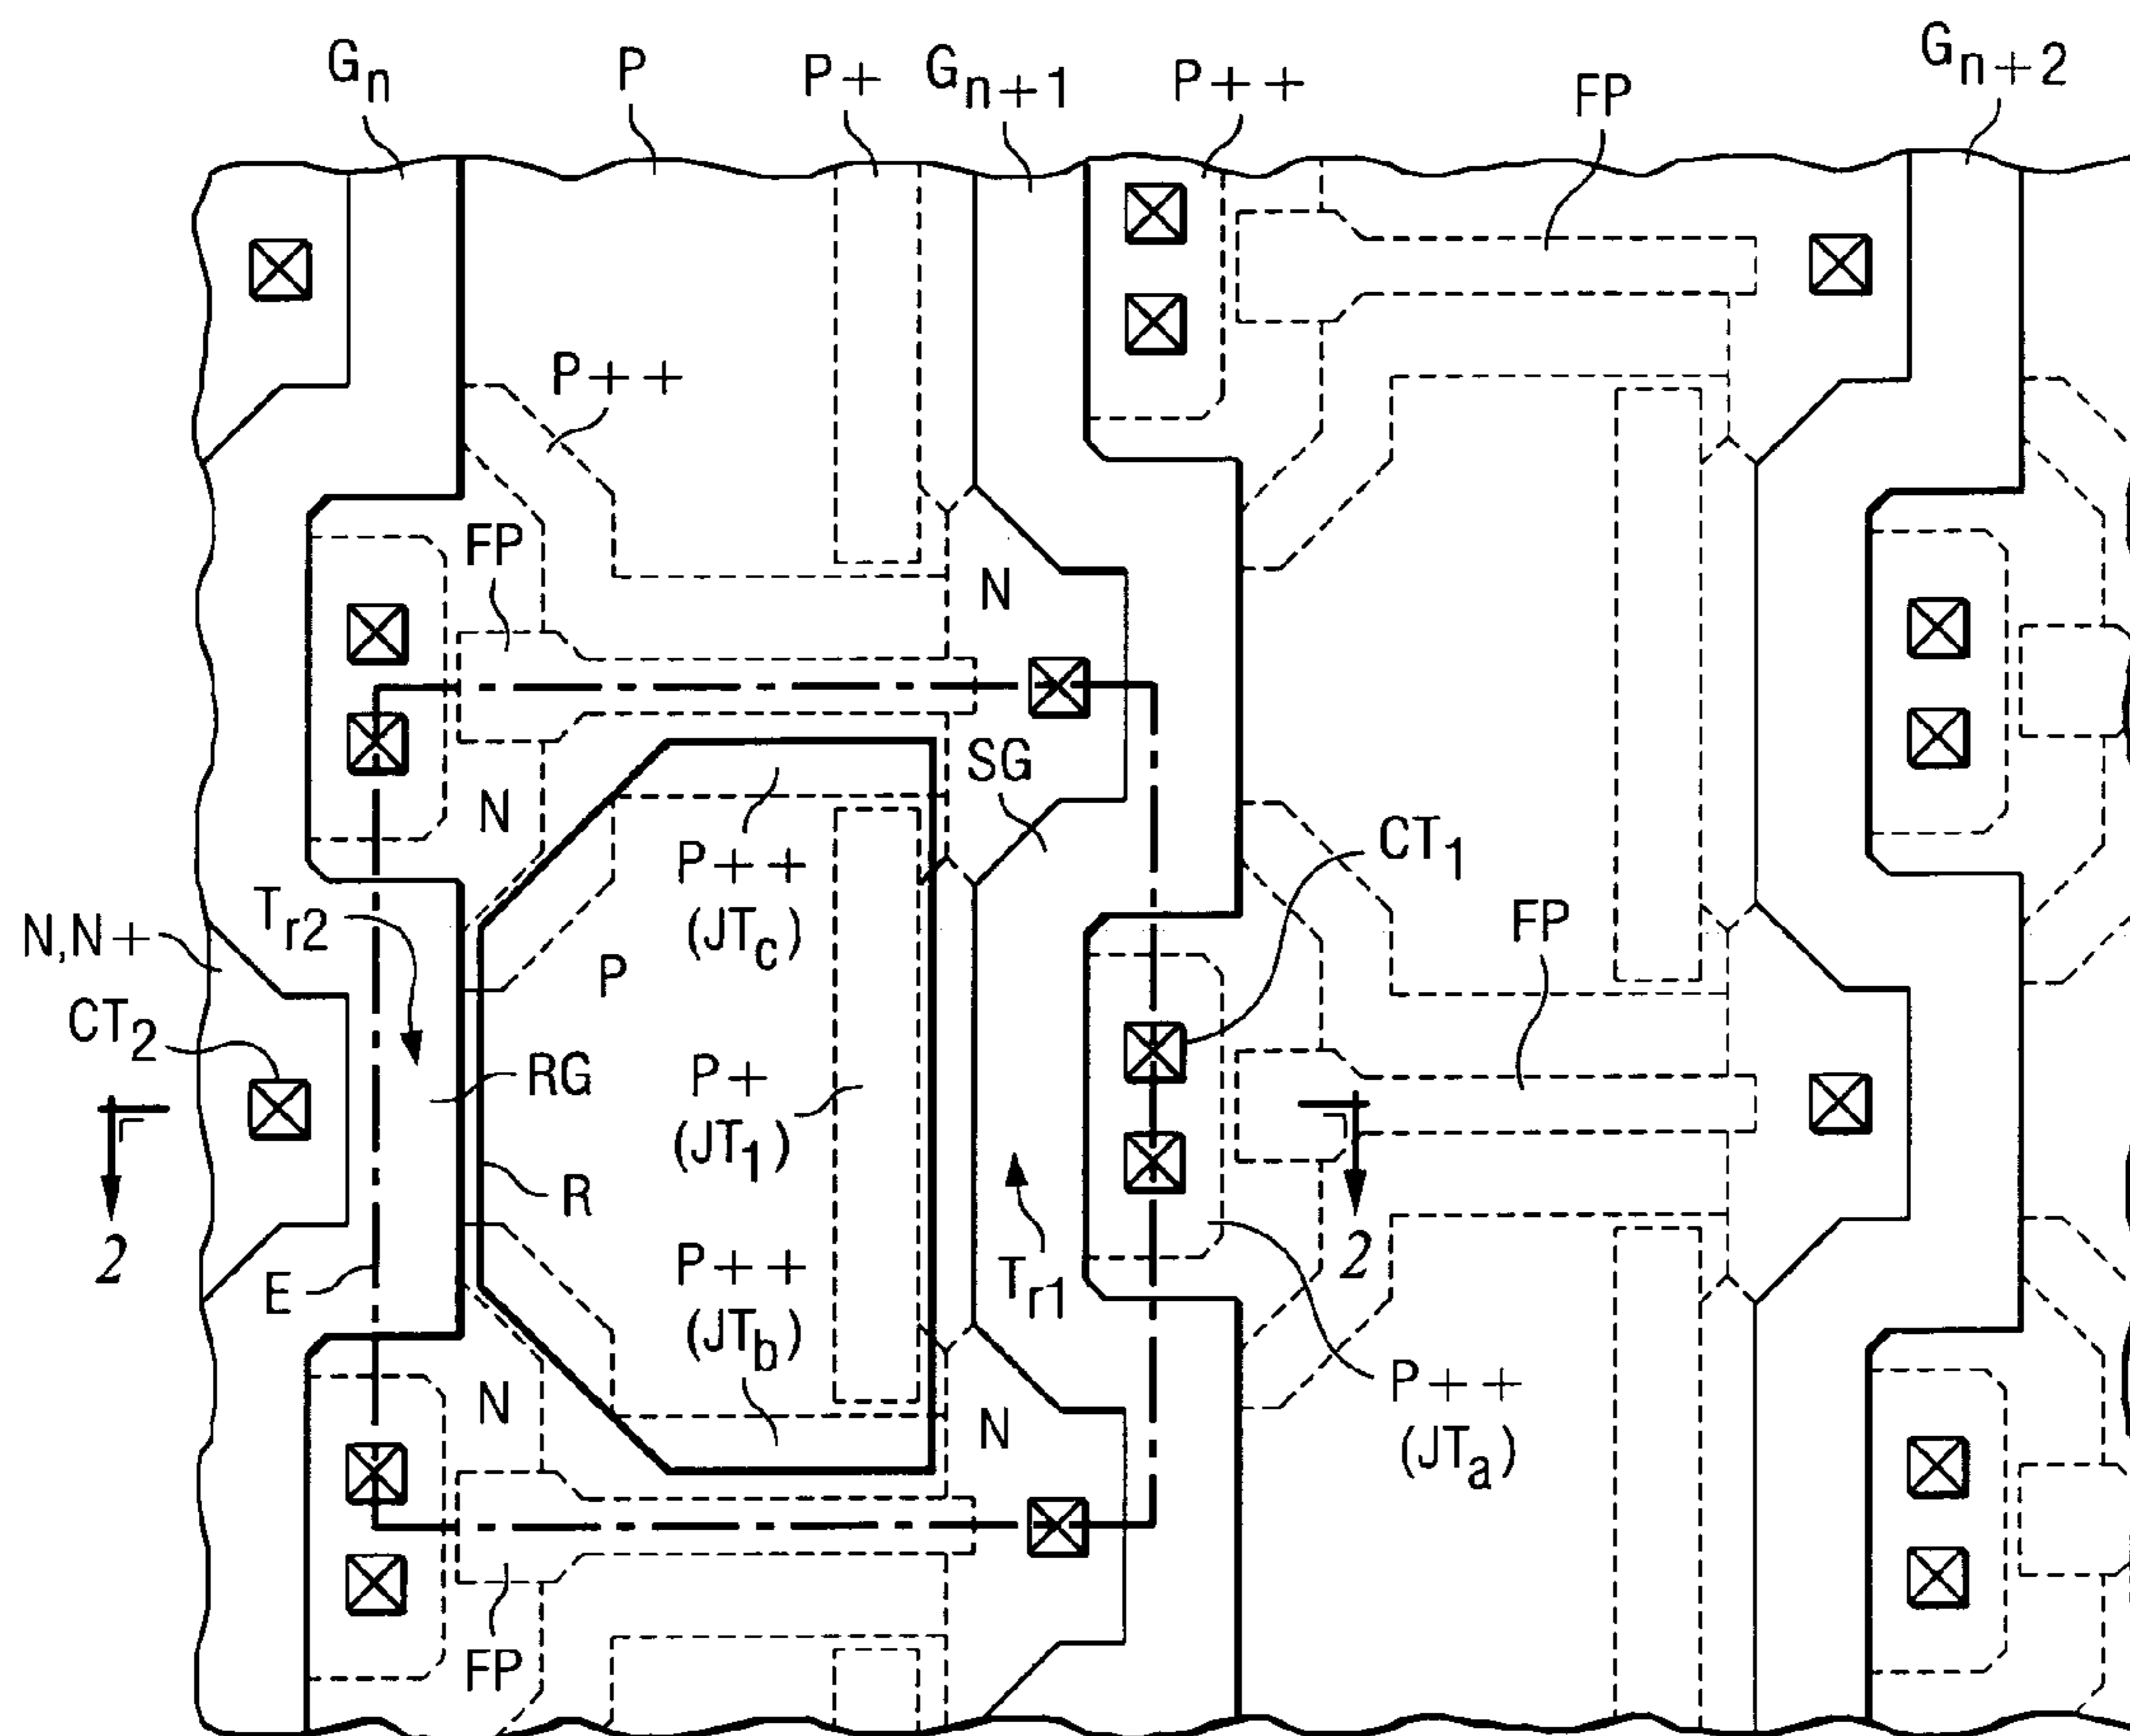 Gn P P+ Gn+1 P++ FP Gn+2
P++
FP
N
SG
N
CT1
P++
(JTc)
Tr2
N,N+
FP
P
CT2
RG
P+
(JT1)
R
2
P++
(JTb)
Tr1
2
E
N
N
P++
(JTa)
FP